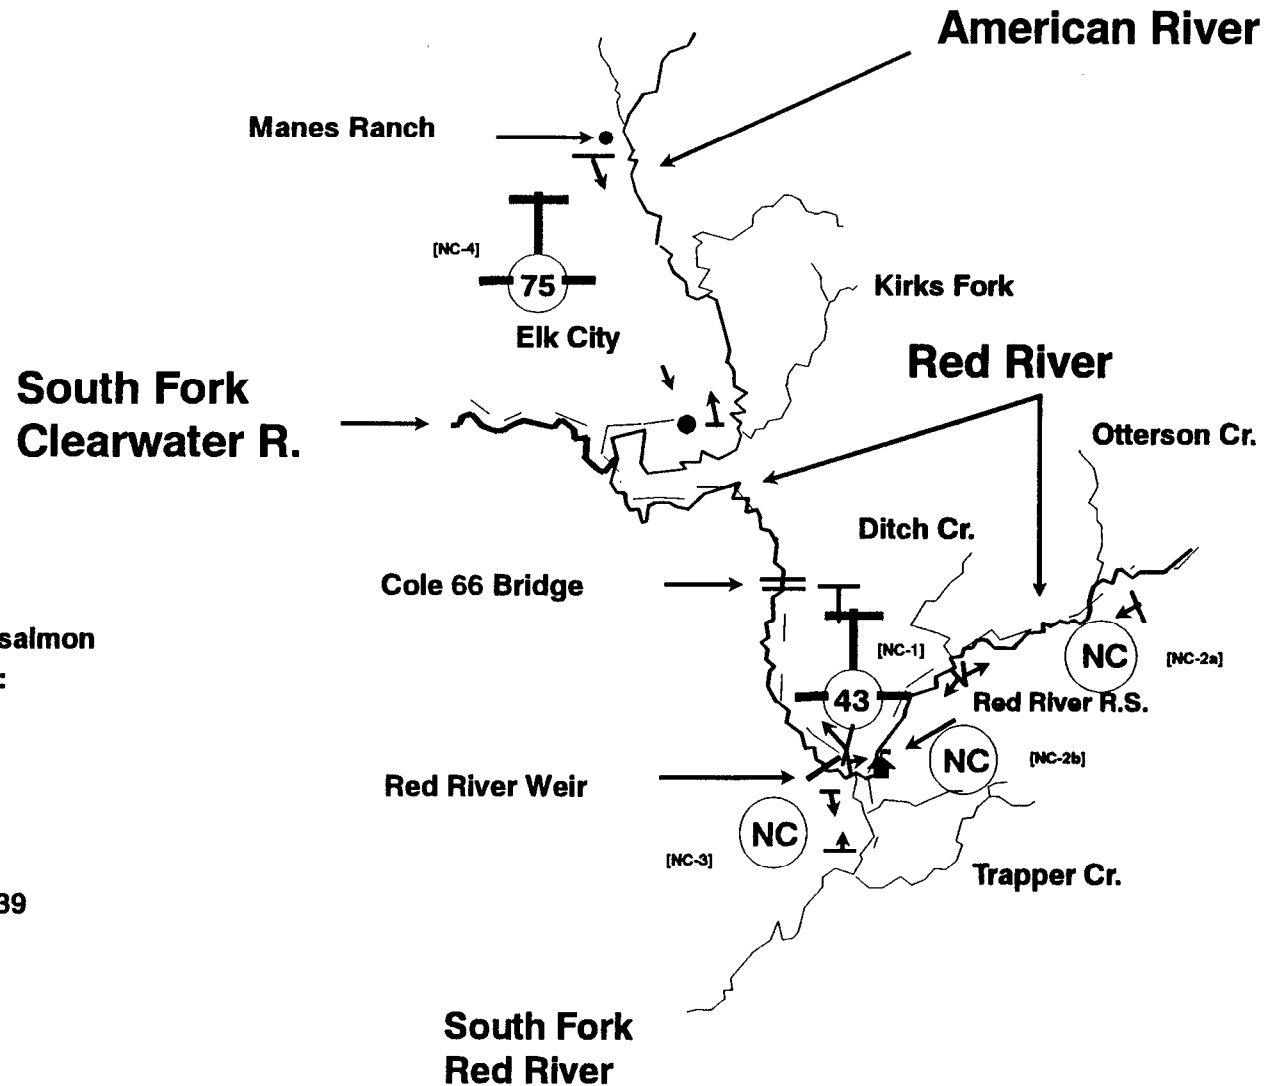 American River
Manes Ranch
[NC-4]
75
Elk City
Kirks Fork
Red River
South Fork
Clearwater R.
Otterson Cr.
Ditch Cr.
Cole 66 Bridge
salmon
:
[NC-1]
NC
[NC-2a]
43
Red River R.S.
NC
[NC-2b]
Red River Weir
NC
[NC-3]
Trapper Cr.
39
South Fork
Red River